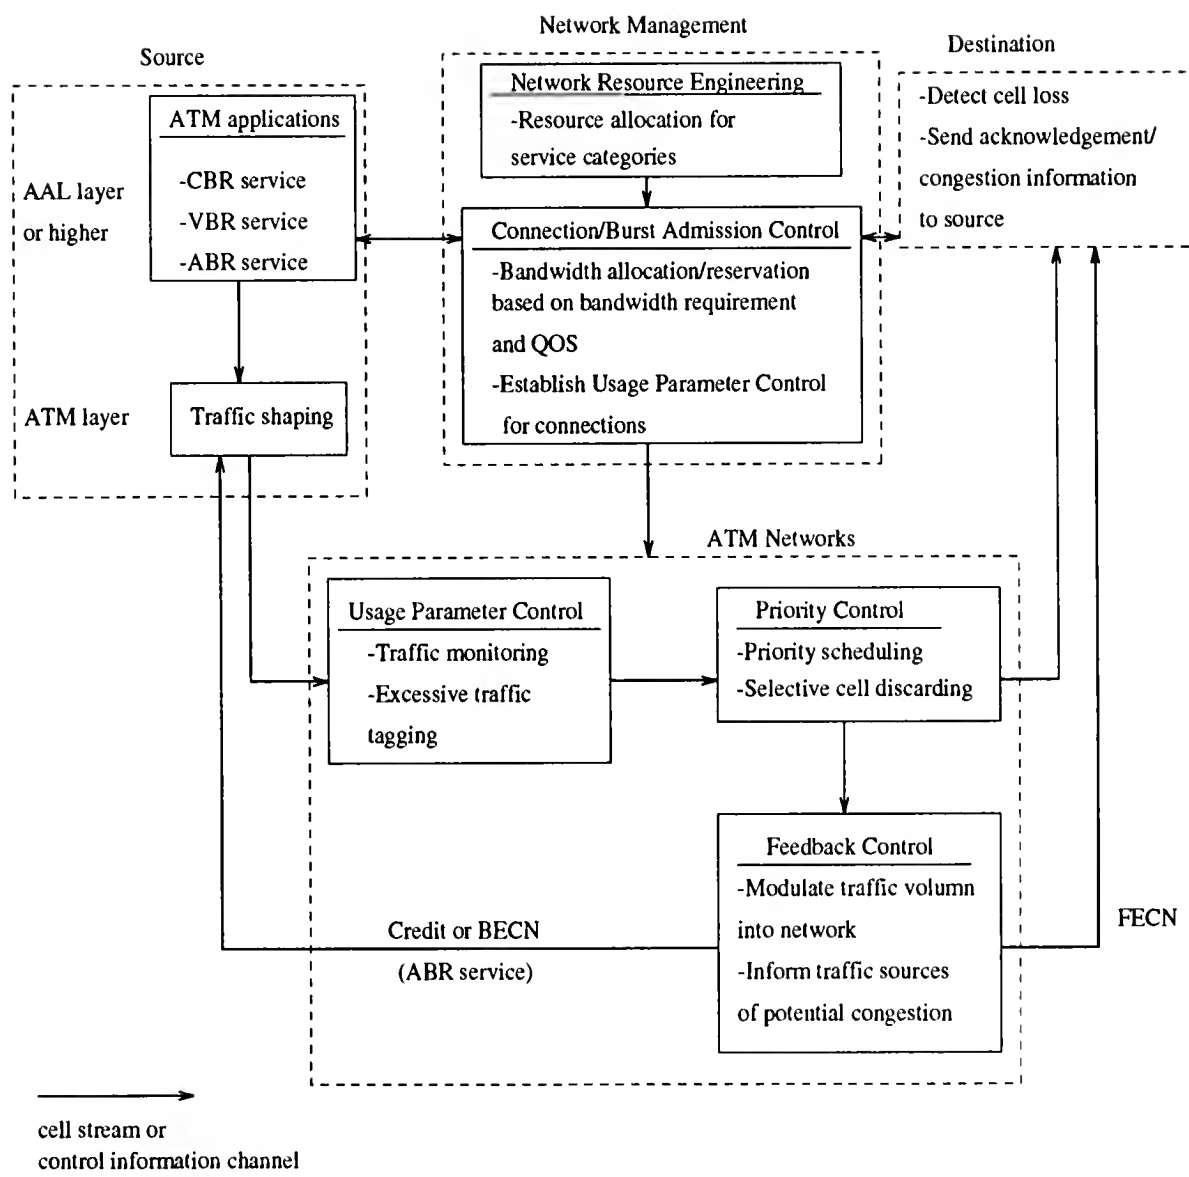 Network Management
Source
Destination
ATM applications
-CBR service
-VBR service
-ABR service
AAL layer
or higher
ATM layer
Traffic shaping
Network Resource Engineering
-Resource allocation for
service categories
Connection/Burst Admission Control
-Bandwidth allocation/reservation
based on bandwidth requirement
and QOS
-Establish Usage Parameter Control
for connections
-Detect cell loss
-Send acknowledgement/
congestion information
to source
ATM Networks
Usage Parameter Control
-Traffic monitoring
-Excessive traffic
tagging
Priority Control
-Priority scheduling
-Selective cell discarding
Feedback Control
-Modulate traffic volumn
into network
-Inform traffic sources
of potential congestion
Credit or BECN
(ABR service)
FECN
cell stream or
control information channel